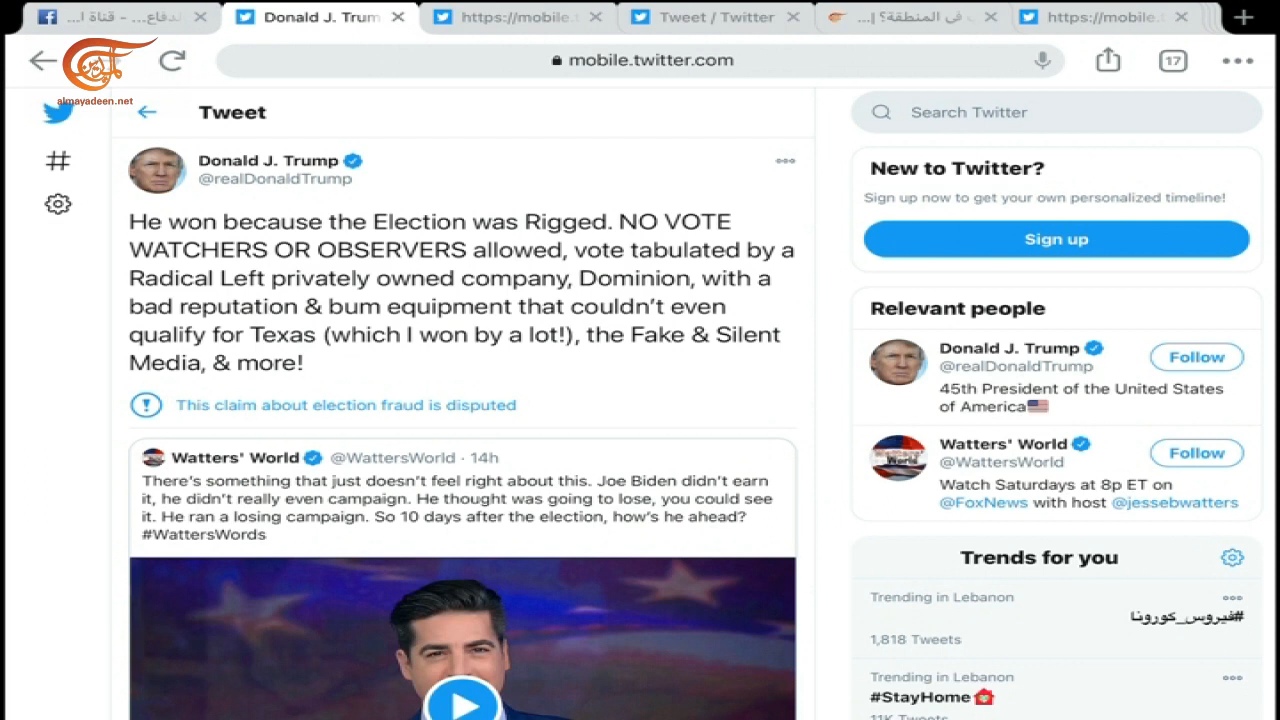 الدفاع... - قناة ا...
Donald J. Trum
https://mobile.t
Tweet / Twitter
ب في المنطقة؟ |...
https://mobile.t
الميادين
almayadeen.net
mobile.twitter.com
17
Tweet
Search Twitter
Donald J. Trump
@realDonaldTrump
He won because the Election was Rigged. NO VOTE
WATCHERS OR OBSERVERS allowed, vote tabulated by a
Radical Left privately owned company, Dominion, with a
bad reputation & bum equipment that couldn't even
qualify for Texas (which I won by a lot!), the Fake & Silent
Media, & more!
This claim about election fraud is disputed
Watters' World @WattersWorld · 14h
There's something that just doesn't feel right about this. Joe Biden didn't earn
it, he didn't really even campaign. He thought was going to lose, you could see
it. He ran a losing campaign. So 10 days after the election, how's he ahead?
#WattersWords
New to Twitter?
Sign up now to get your own personalized timeline!
Sign up
Relevant people
Donald J. Trump
@realDonaldTrump
Follow
45th President of the United States
of America
Watters' World
@WattersWorld
Follow
Watch Saturdays at 8p ET on
@FoxNews with host @jessebwatters
Trends for you
Trending in Lebanon
#فيروس_كورونا
1,818 Tweets
Trending in Lebanon
#StayHome
11K Tweets